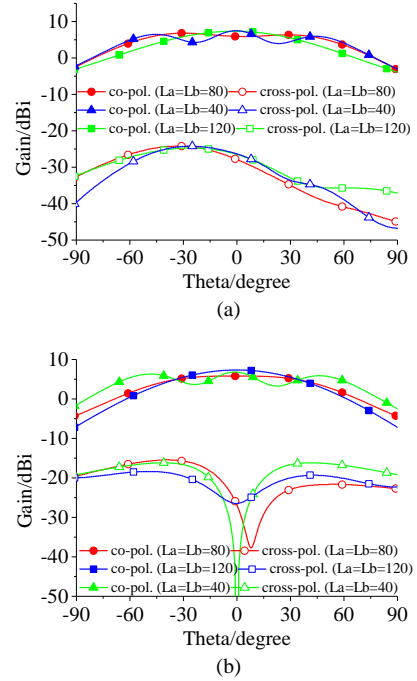 10
5
0
-10
-20
-30
-40
-50
Gain/dBi
co-pol. (La=Lb=80) cross-pol. (La=Lb=80)
co-pol. (La=Lb=40) cross-pol. (La=Lb=40)
co-pol. (La=Lb=120) cross-pol. (La=Lb=120)
-90 -60 -30 0 30 60 90
Theta/degree
(a)
10
5
0
-10
-20
-30
-40
-50
Gain/dBi
co-pol. (La=Lb=80) cross-pol. (La=Lb=80)
co-pol. (La=Lb=120) cross-pol. (La=Lb=120)
co-pol. (La=Lb=40) cross-pol. (La=Lb=40)
-90 -60 -30 0 30 60 90
Theta/degree
(b)